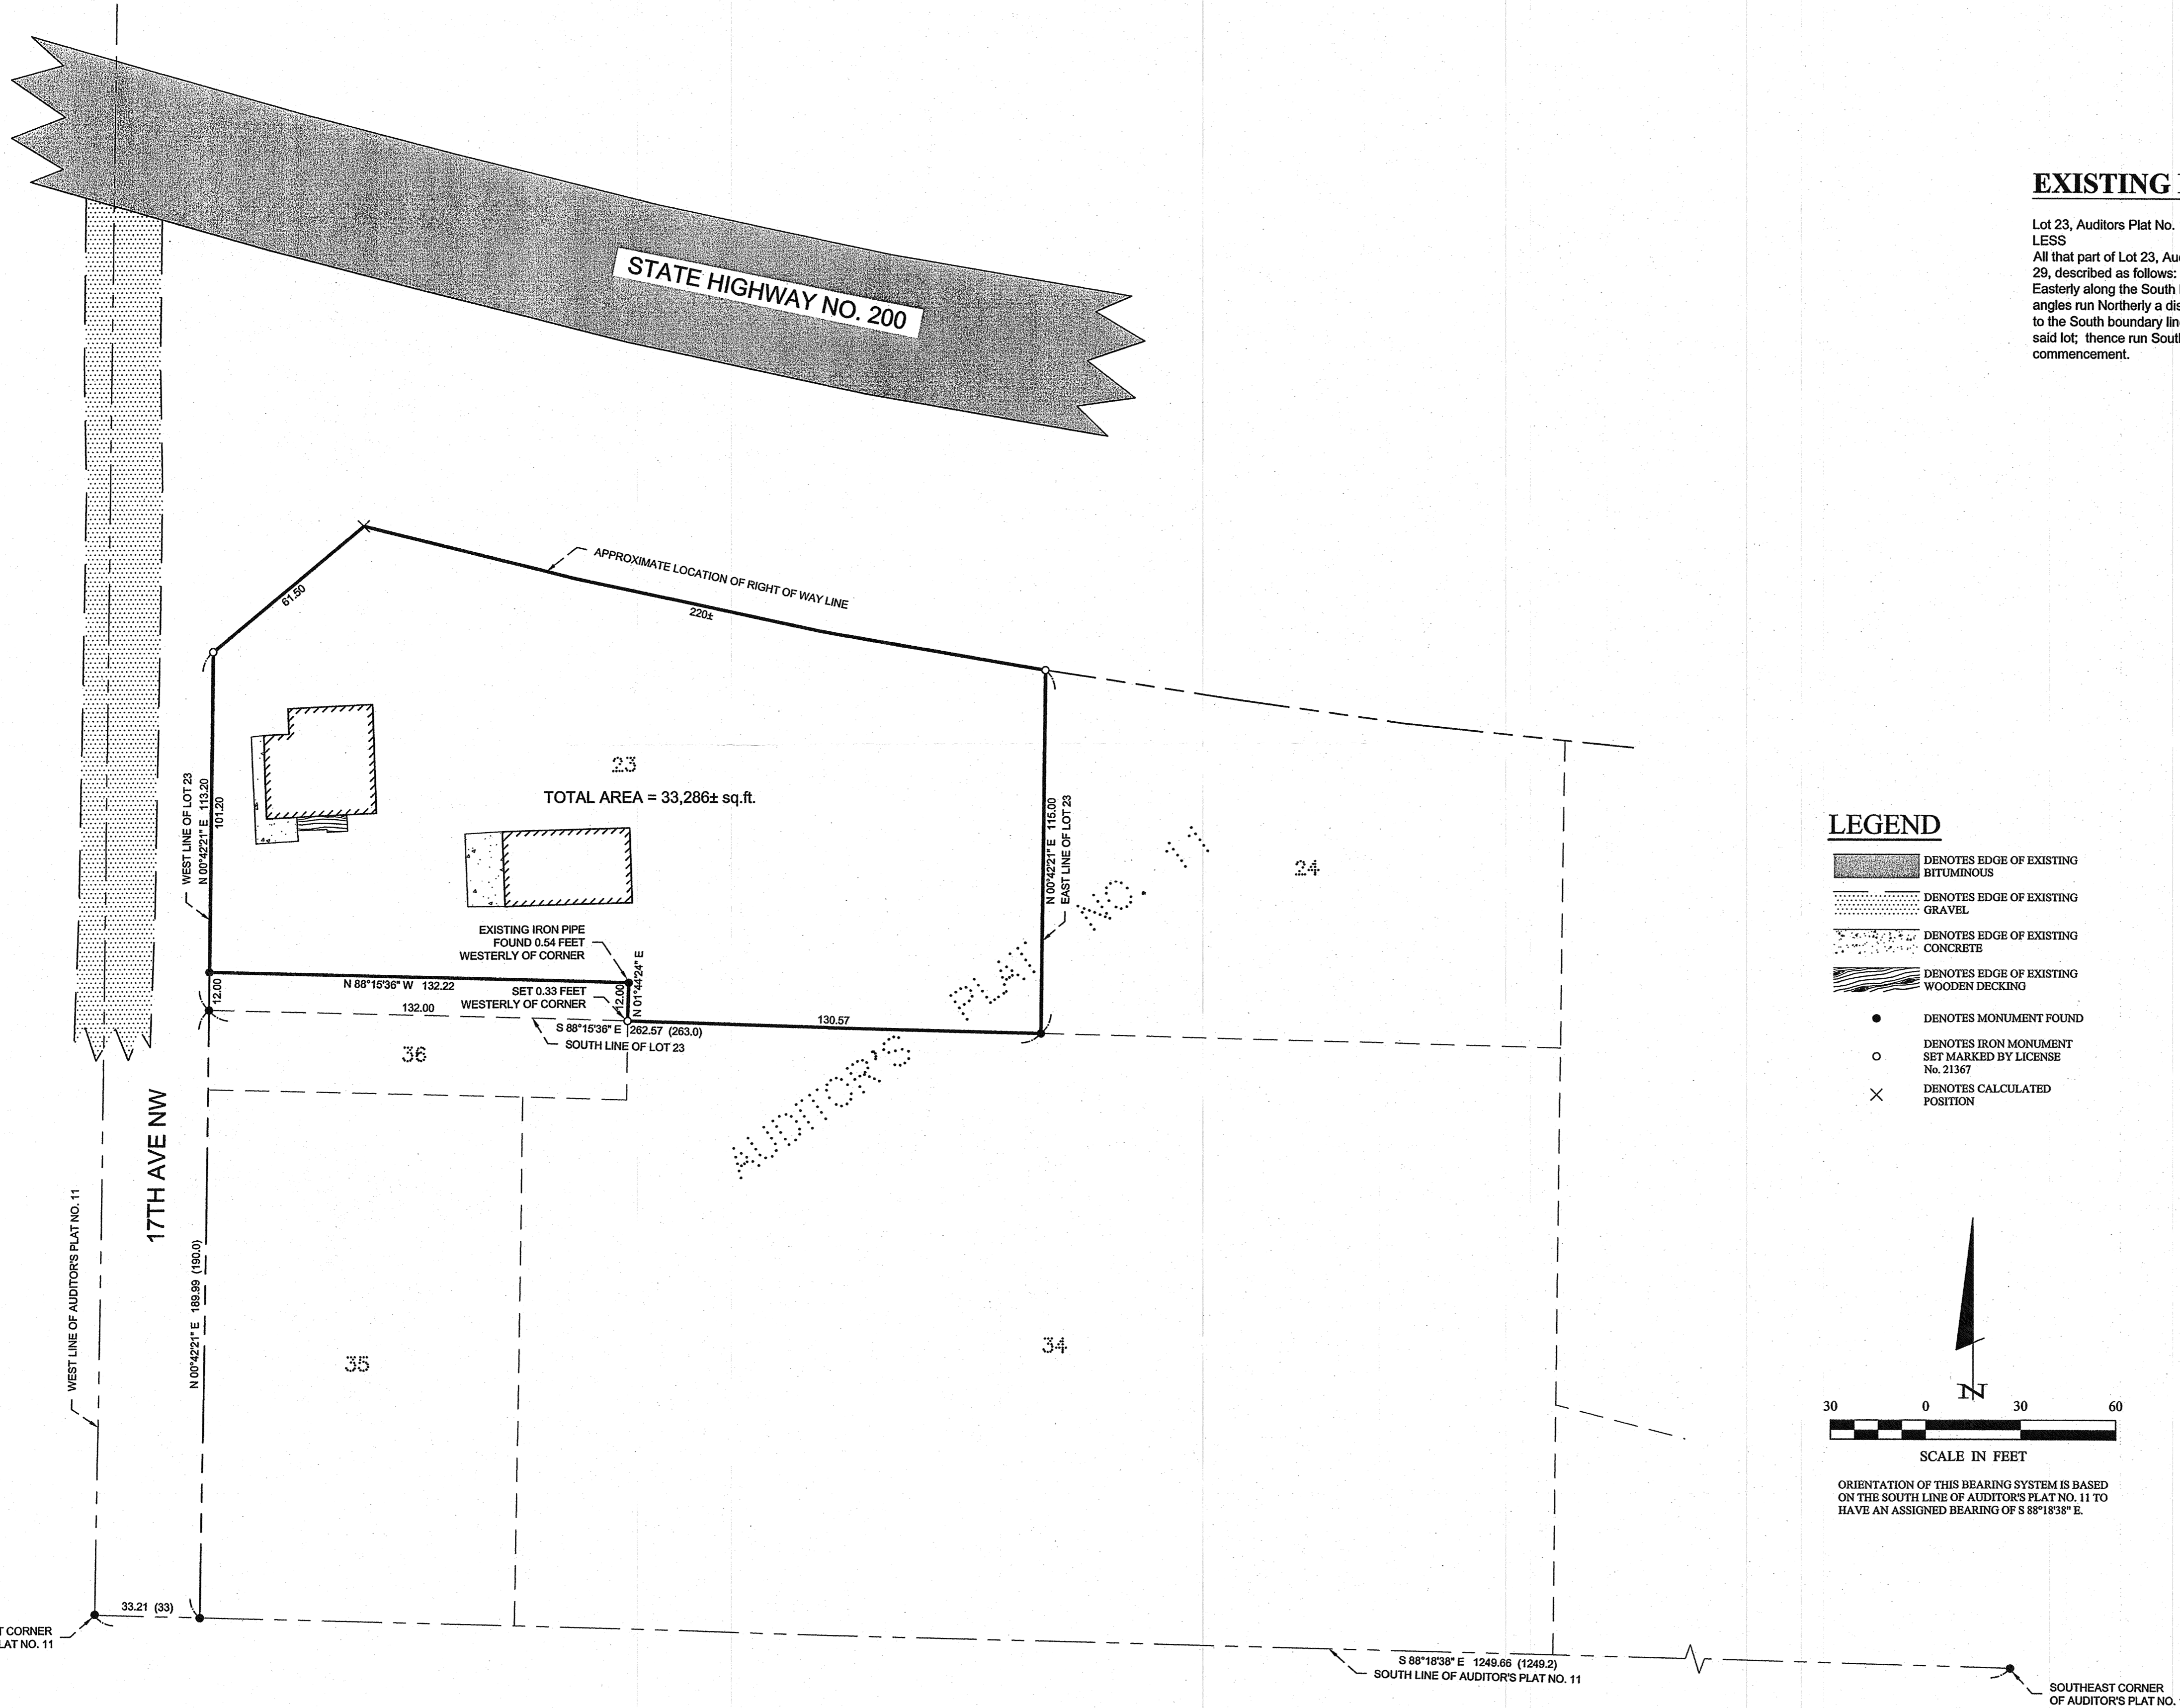 STATE HIGHWAY NO. 200
EXISTING
Lot 23, Auditors Plat No.
LESS
All that part of Lot 23,
29, described as follows:
Easterly along the South
angles run Northerly a
to the South boundary
said lot; thence run
commencement.
APPROXIMATE LOCATION OF RIGHT OF WAY LINE
220±
61.50
WEST LINE OF LOT 23
N 00°42'21" E 113.20
101.20
23
TOTAL AREA = 33,286± sq.ft.
N 00°42'21" E 115.00
EAST LINE OF LOT 23
24
EXISTING IRON PIPE
FOUND 0.54 FEET
WESTERLY OF CORNER
N 88°15'36" W 132.22
SET 0.33 FEET
WESTERLY OF CORNER
12.00
12.00
N 01°44'24" E
132.00
130.57
S 88°15'36" E 262.57 (263.0)
SOUTH LINE OF LOT 23
36
AUDITOR'S PLAT NO. 11
17TH AVE NW
WEST LINE OF AUDITOR'S PLAT NO. 11
N 00°42'21" E 189.99 (190.0)
35
34
33.21 (33)
CORNER
PLAT NO. 11
S 88°18'38" E 1249.66 (1249.2)
SOUTH LINE OF AUDITOR'S PLAT NO. 11
SOUTHEAST CORNER
OF AUDITOR'S PLAT NO.
LEGEND
DENOTES EDGE OF EXISTING
BITUMINOUS
DENOTES EDGE OF EXISTING
GRAVEL
DENOTES EDGE OF EXISTING
CONCRETE
DENOTES EDGE OF EXISTING
WOODEN DECKING
DENOTES MONUMENT FOUND
DENOTES IRON MONUMENT
SET MARKED BY LICENSE
No. 21367
DENOTES CALCULATED
POSITION
N
30 0 30 60
SCALE IN FEET
ORIENTATION OF THIS BEARING SYSTEM IS BASED
ON THE SOUTH LINE OF AUDITOR'S PLAT NO. 11 TO
HAVE AN ASSIGNED BEARING OF S 88°18'38" E.